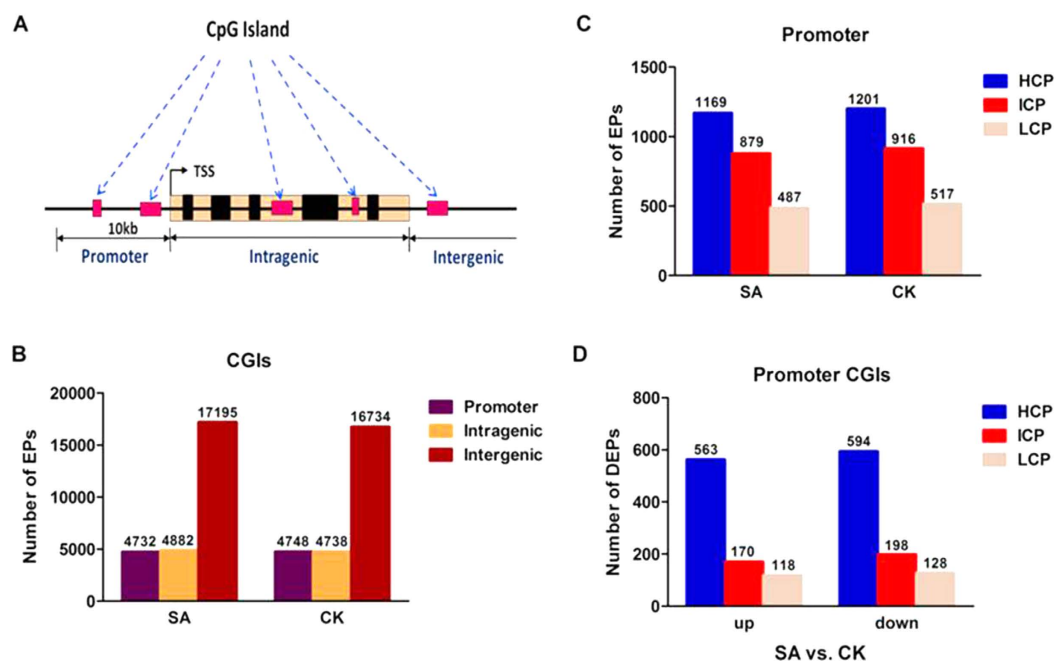 A
CpG Island
TSS
10kb
Promoter
Intragenic
Intergenic
B
CGIs
Number of EPs
20000
15000
10000
5000
0
4732
4882
17195
4748
4738
16734
SA
CK
Promoter
Intragenic
Intergenic
C
Promoter
Number of EPs
1500
1000
500
0
1169
879
487
1201
916
517
SA
CK
HCP
ICP
LCP
D
Promoter CGIs
Number of DEPs
800
600
400
200
0
563
170
118
594
198
128
up
down
SA vs. CK
HCP
ICP
LCP